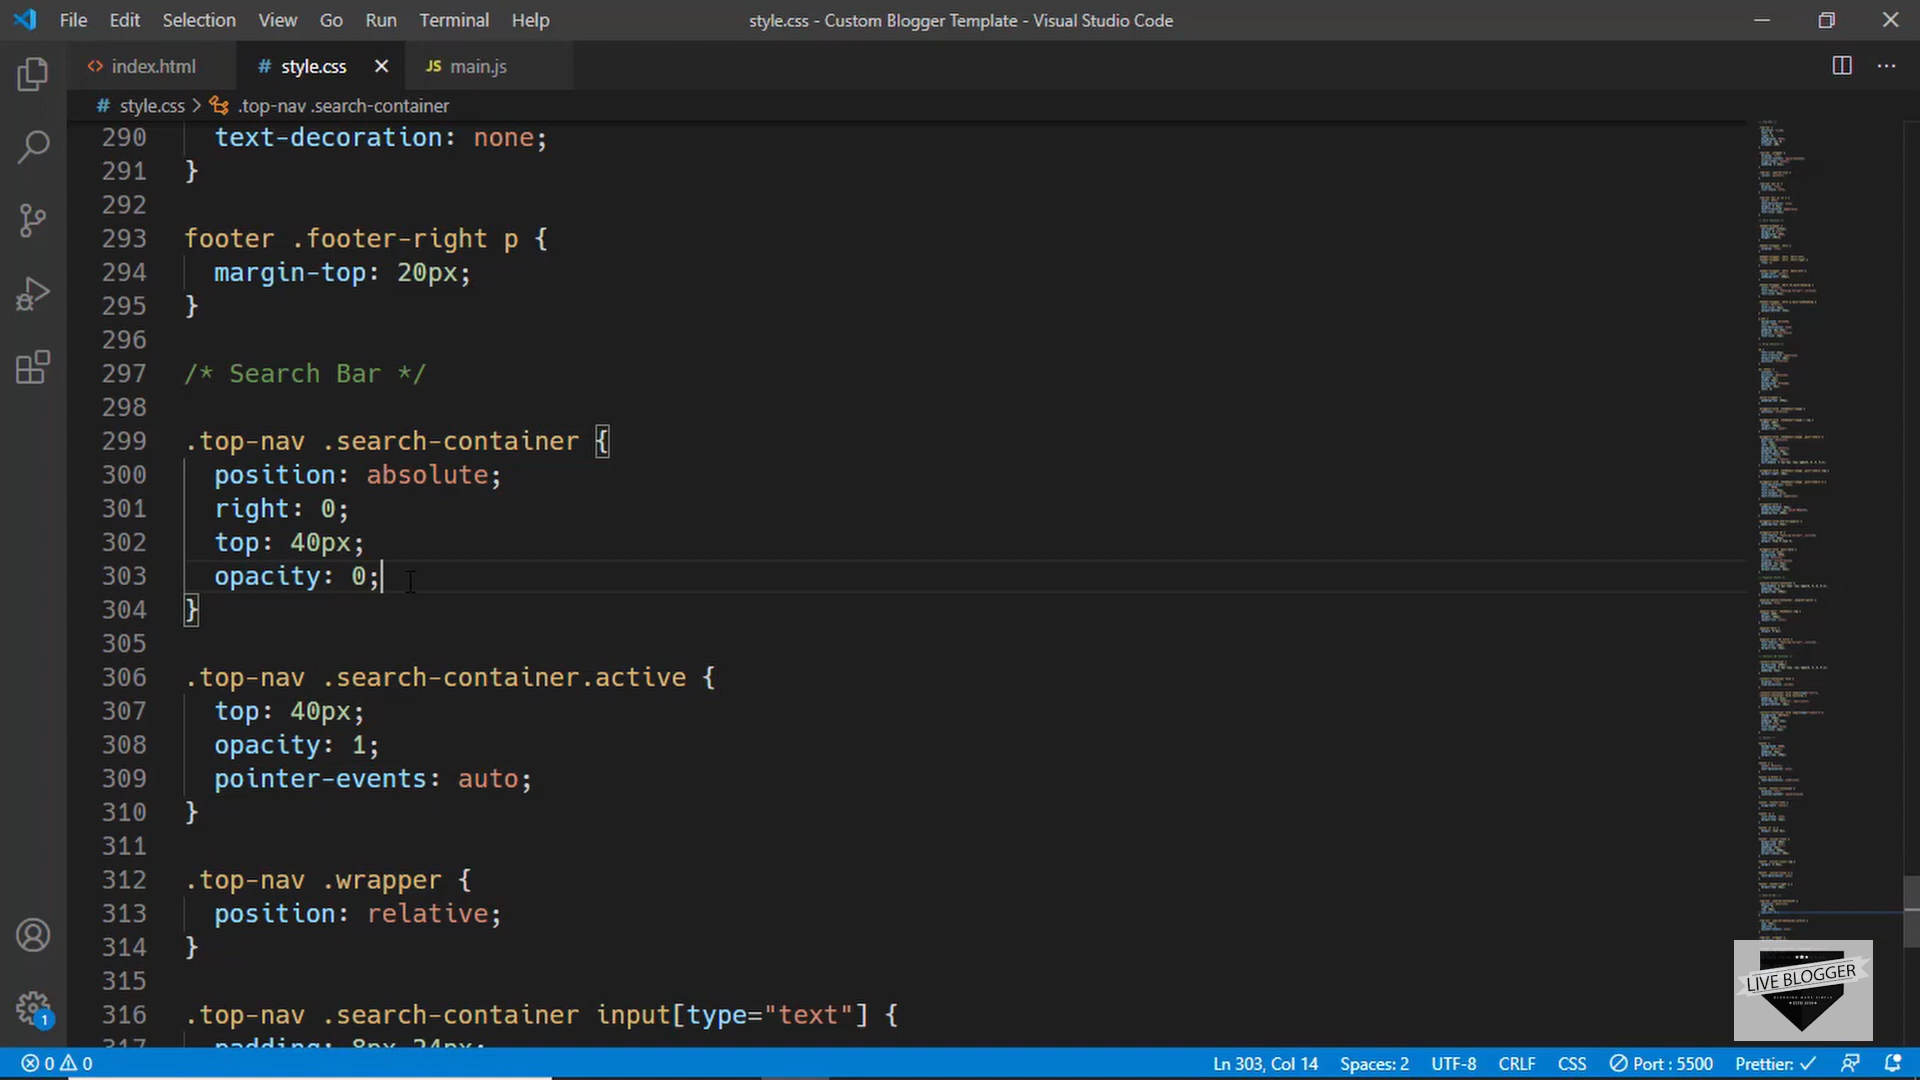 File Edit Selection View Go Run Terminal Help
style.css - Custom Blogger Template - Visual Studio Code
<> index.html
# style.css
JS main.js
# style.css > .top-nav .search-container
290 text-decoration: none;
291 }
292
293 footer .footer-right p {
294 margin-top: 20px;
295 }
296
297 /* Search Bar */
298
299 .top-nav .search-container {
300 position: absolute;
301 right: 0;
302 top: 40px;
303 opacity: 0;
304 }
305
306 .top-nav .search-container.active {
307 top: 40px;
308 opacity: 1;
309 pointer-events: auto;
310 }
311
312 .top-nav .wrapper {
313 position: relative;
314 }
315
316 .top-nav .search-container input[type="text"] {
317 padding: 8px 24px;
1
LIVE BLOGGER
0 0 Ln 303, Col 14 Spaces: 2 UTF-8 CRLF CSS Port : 5500 Prettier: ✓